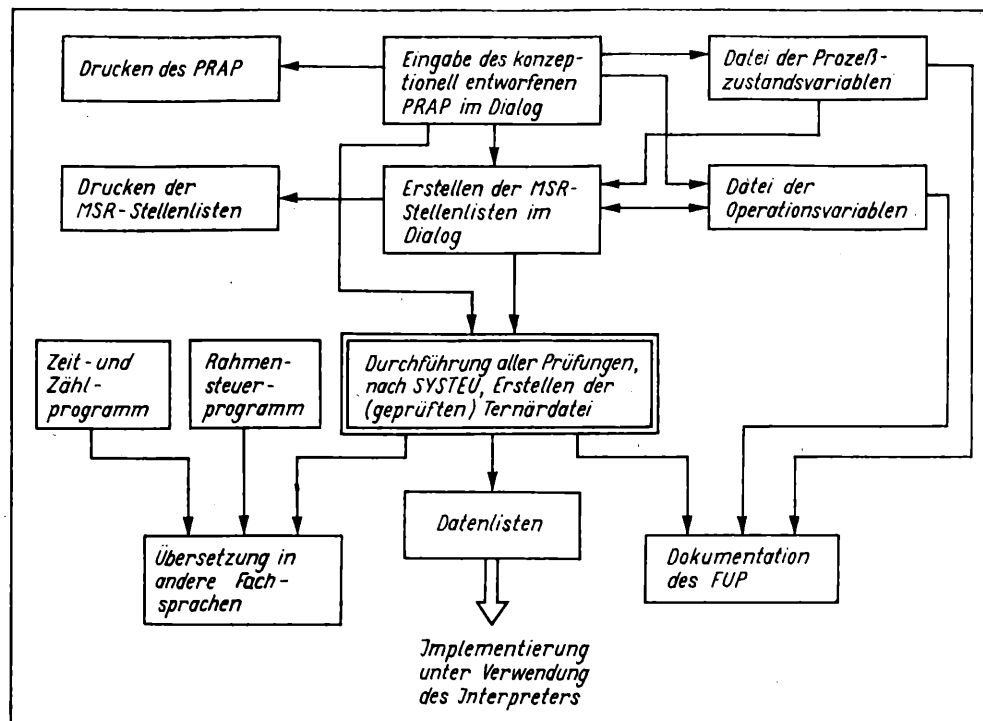 Drucken des PRAP
Eingabe des konzep-
tionell entworfenen
PRAP im Dialog
Datei der Prozeß-
zustandsvariablen
Drucken der
MSR-Stellenlisten
Erstellen der MSR-
Stellenlisten im
Dialog
Datei der
Operationsvariablen
Zeit- und
Zähl-
programm
Rahmen-
steuer-
programm
Durchführung aller Prüfungen,
nach SYSTEU, Erstellen der
(geprüften) Ternärdatei
Übersetzung in
andere Fach-
sprachen
Datenlisten
Dokumentation
des FUP
Implementierung
unter Verwendung
des Interpreters